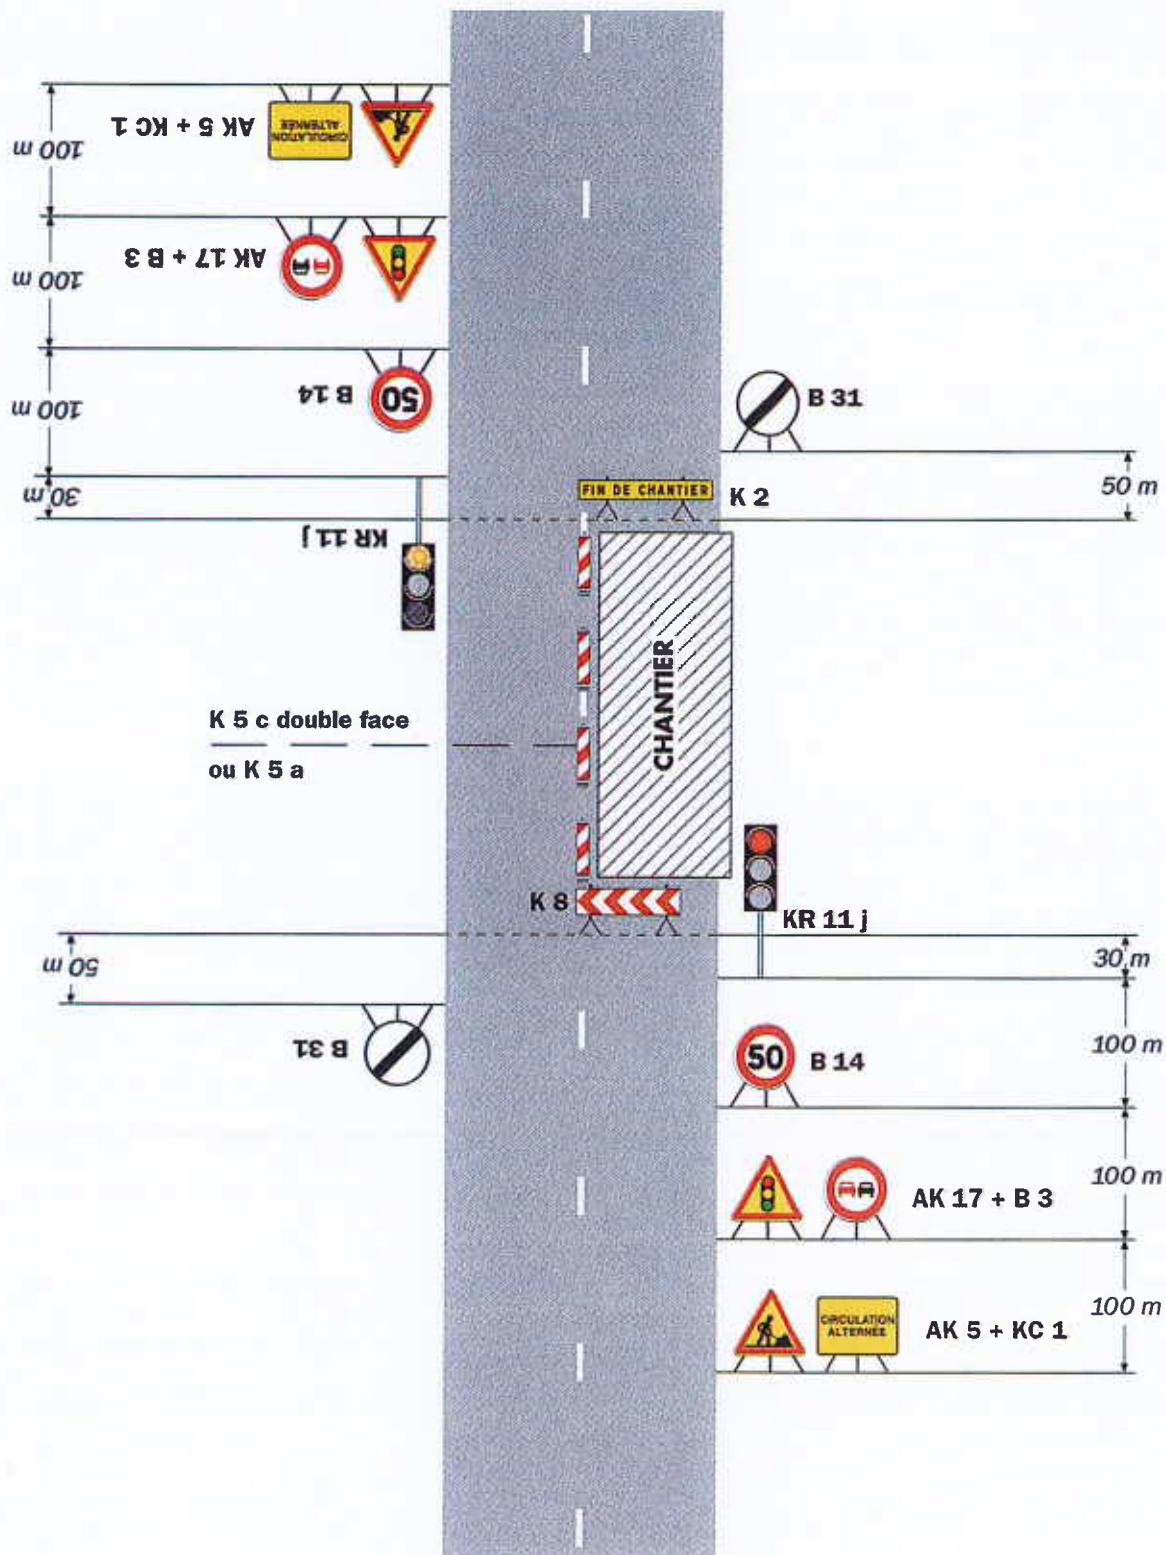 CIRCULATION
ALTERNÉE
AK 5 + KC 1
100 m
AK 17 + B 3
100 m
50
B 14
100 m
B 31
50 m
FIN DE CHANTIER
K 2
30 m
KR 11 j
CHANTIER
K 5 c double face
ou K 5 a
K 8
KR 11 j
30 m
50 m
B 31
50
B 14
100 m
AK 17 + B 3
100 m
CIRCULATION
ALTERNÉE
AK 5 + KC 1
100 m